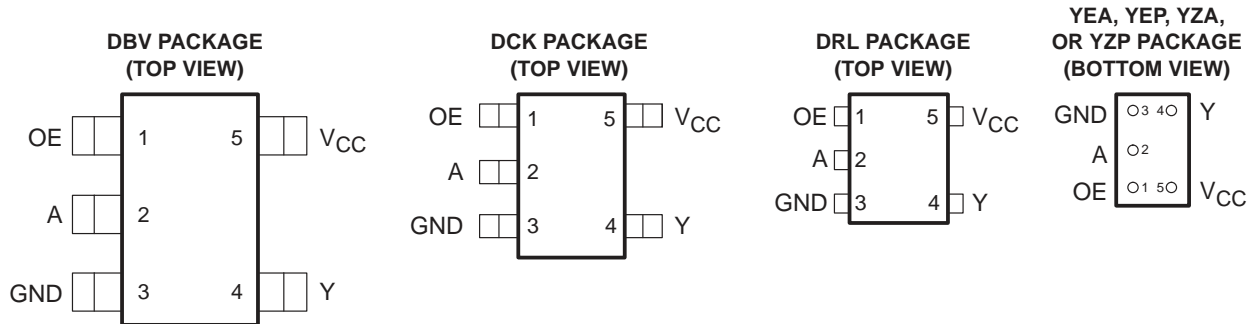 DBV PACKAGE
(TOP VIEW)
OE 1 5 VCC
A 2
GND 3 4 Y
DCK PACKAGE
(TOP VIEW)
OE 1 5 VCC
A 2
GND 3 4 Y
DRL PACKAGE
(TOP VIEW)
OE 1 5 VCC
A 2
GND 3 4 Y
YEA, YEP, YZA,
OR YZP PACKAGE
(BOTTOM VIEW)
GND 3 4 Y
A 2
OE 1 5 VCC